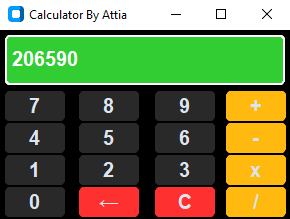 Calculator By Attia
206590
7 8 9 +
4 5 6 -
1 2 3 x
0 ← C /